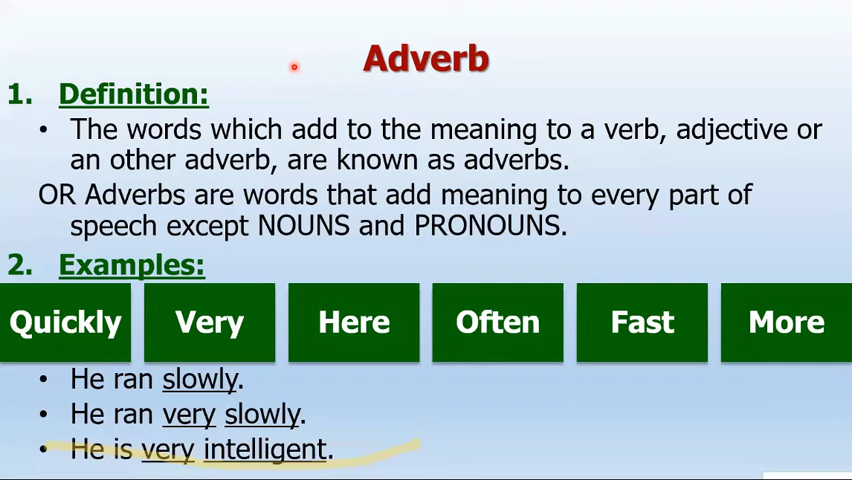 Adverb
1. Definition:
• The words which add to the meaning to a verb, adjective or
an other adverb, are known as adverbs.
OR Adverbs are words that add meaning to every part of
speech except NOUNS and PRONOUNS.
2. Examples:
Quickly Very Here Often Fast More
• He ran slowly.
• He ran very slowly.
• He is very intelligent.